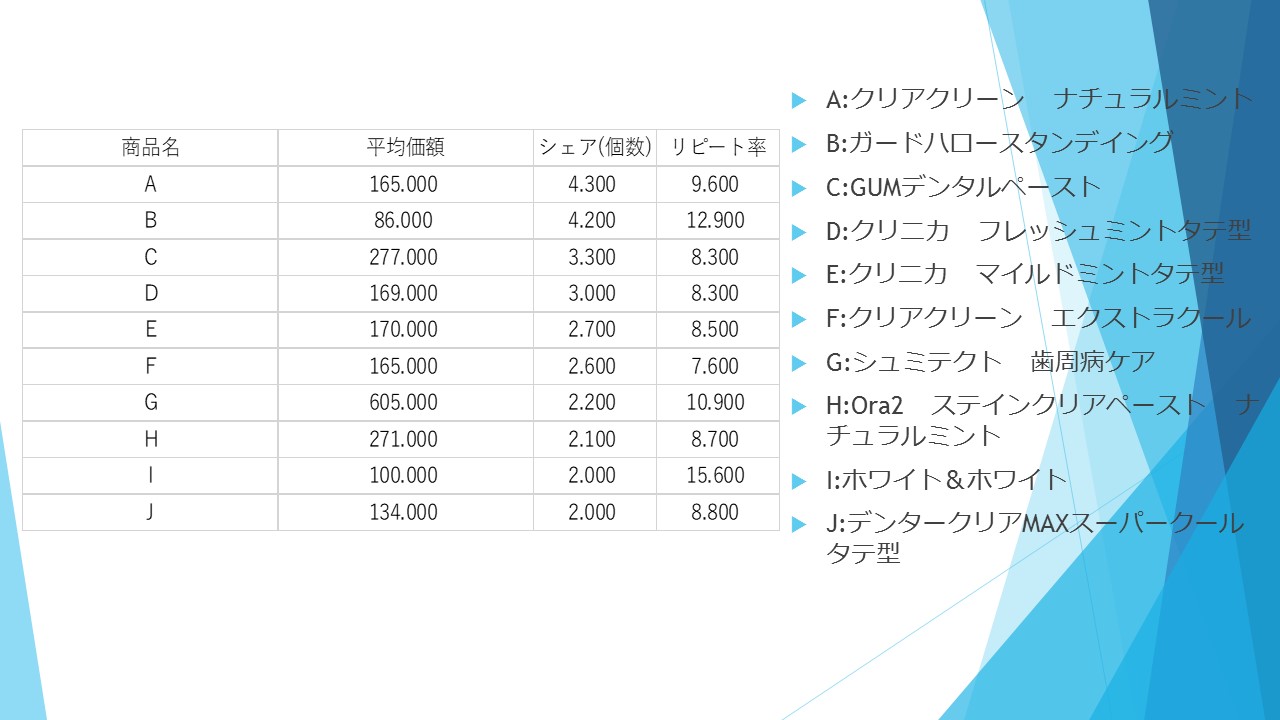 商品名 平均価額 シェア(個数) リピート率
A 165.000 4.300 9.600
B 86.000 4.200 12.900
C 277.000 3.300 8.300
D 169.000 3.000 8.300
E 170.000 2.700 8.500
F 165.000 2.600 7.600
G 605.000 2.200 10.900
H 271.000 2.100 8.700
I 100.000 2.000 15.600
J 134.000 2.000 8.800
A:クリアクリーン　ナチュラルミント
B:ガードハロースタンデイング
C:GUMデンタルペースト
D:クリニカ　フレッシュミントタテ型
E:クリニカ　マイルドミントタテ型
F:クリアクリーン　エクストラクール
G:シュミテクト　歯周病ケア
H:Ora2　ステインクリアペースト　ナ
チュラルミント
I:ホワイト＆ホワイト
J:デンタークリアMAXスーパークール
タテ型